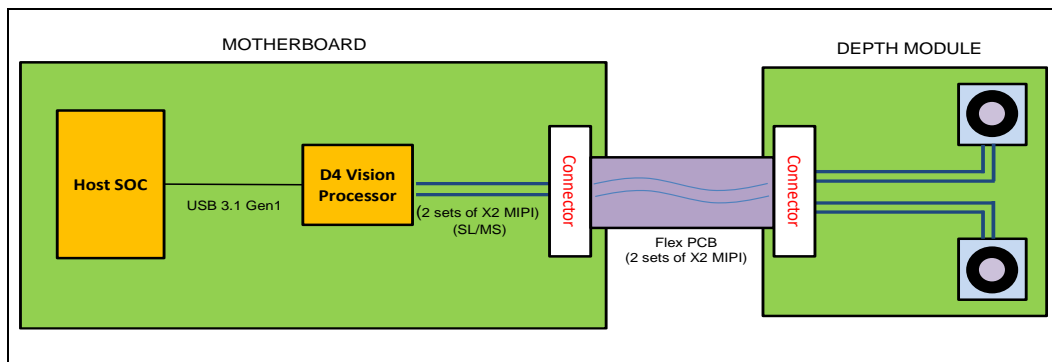 MOTHERBOARD
DEPTH MODULE
Host SOC
USB 3.1 Gen1
D4 Vision
Processor
(2 sets of X2 MIPI)
(SL/MS)
Connector
Flex PCB
(2 sets of X2 MIPI)
Connector